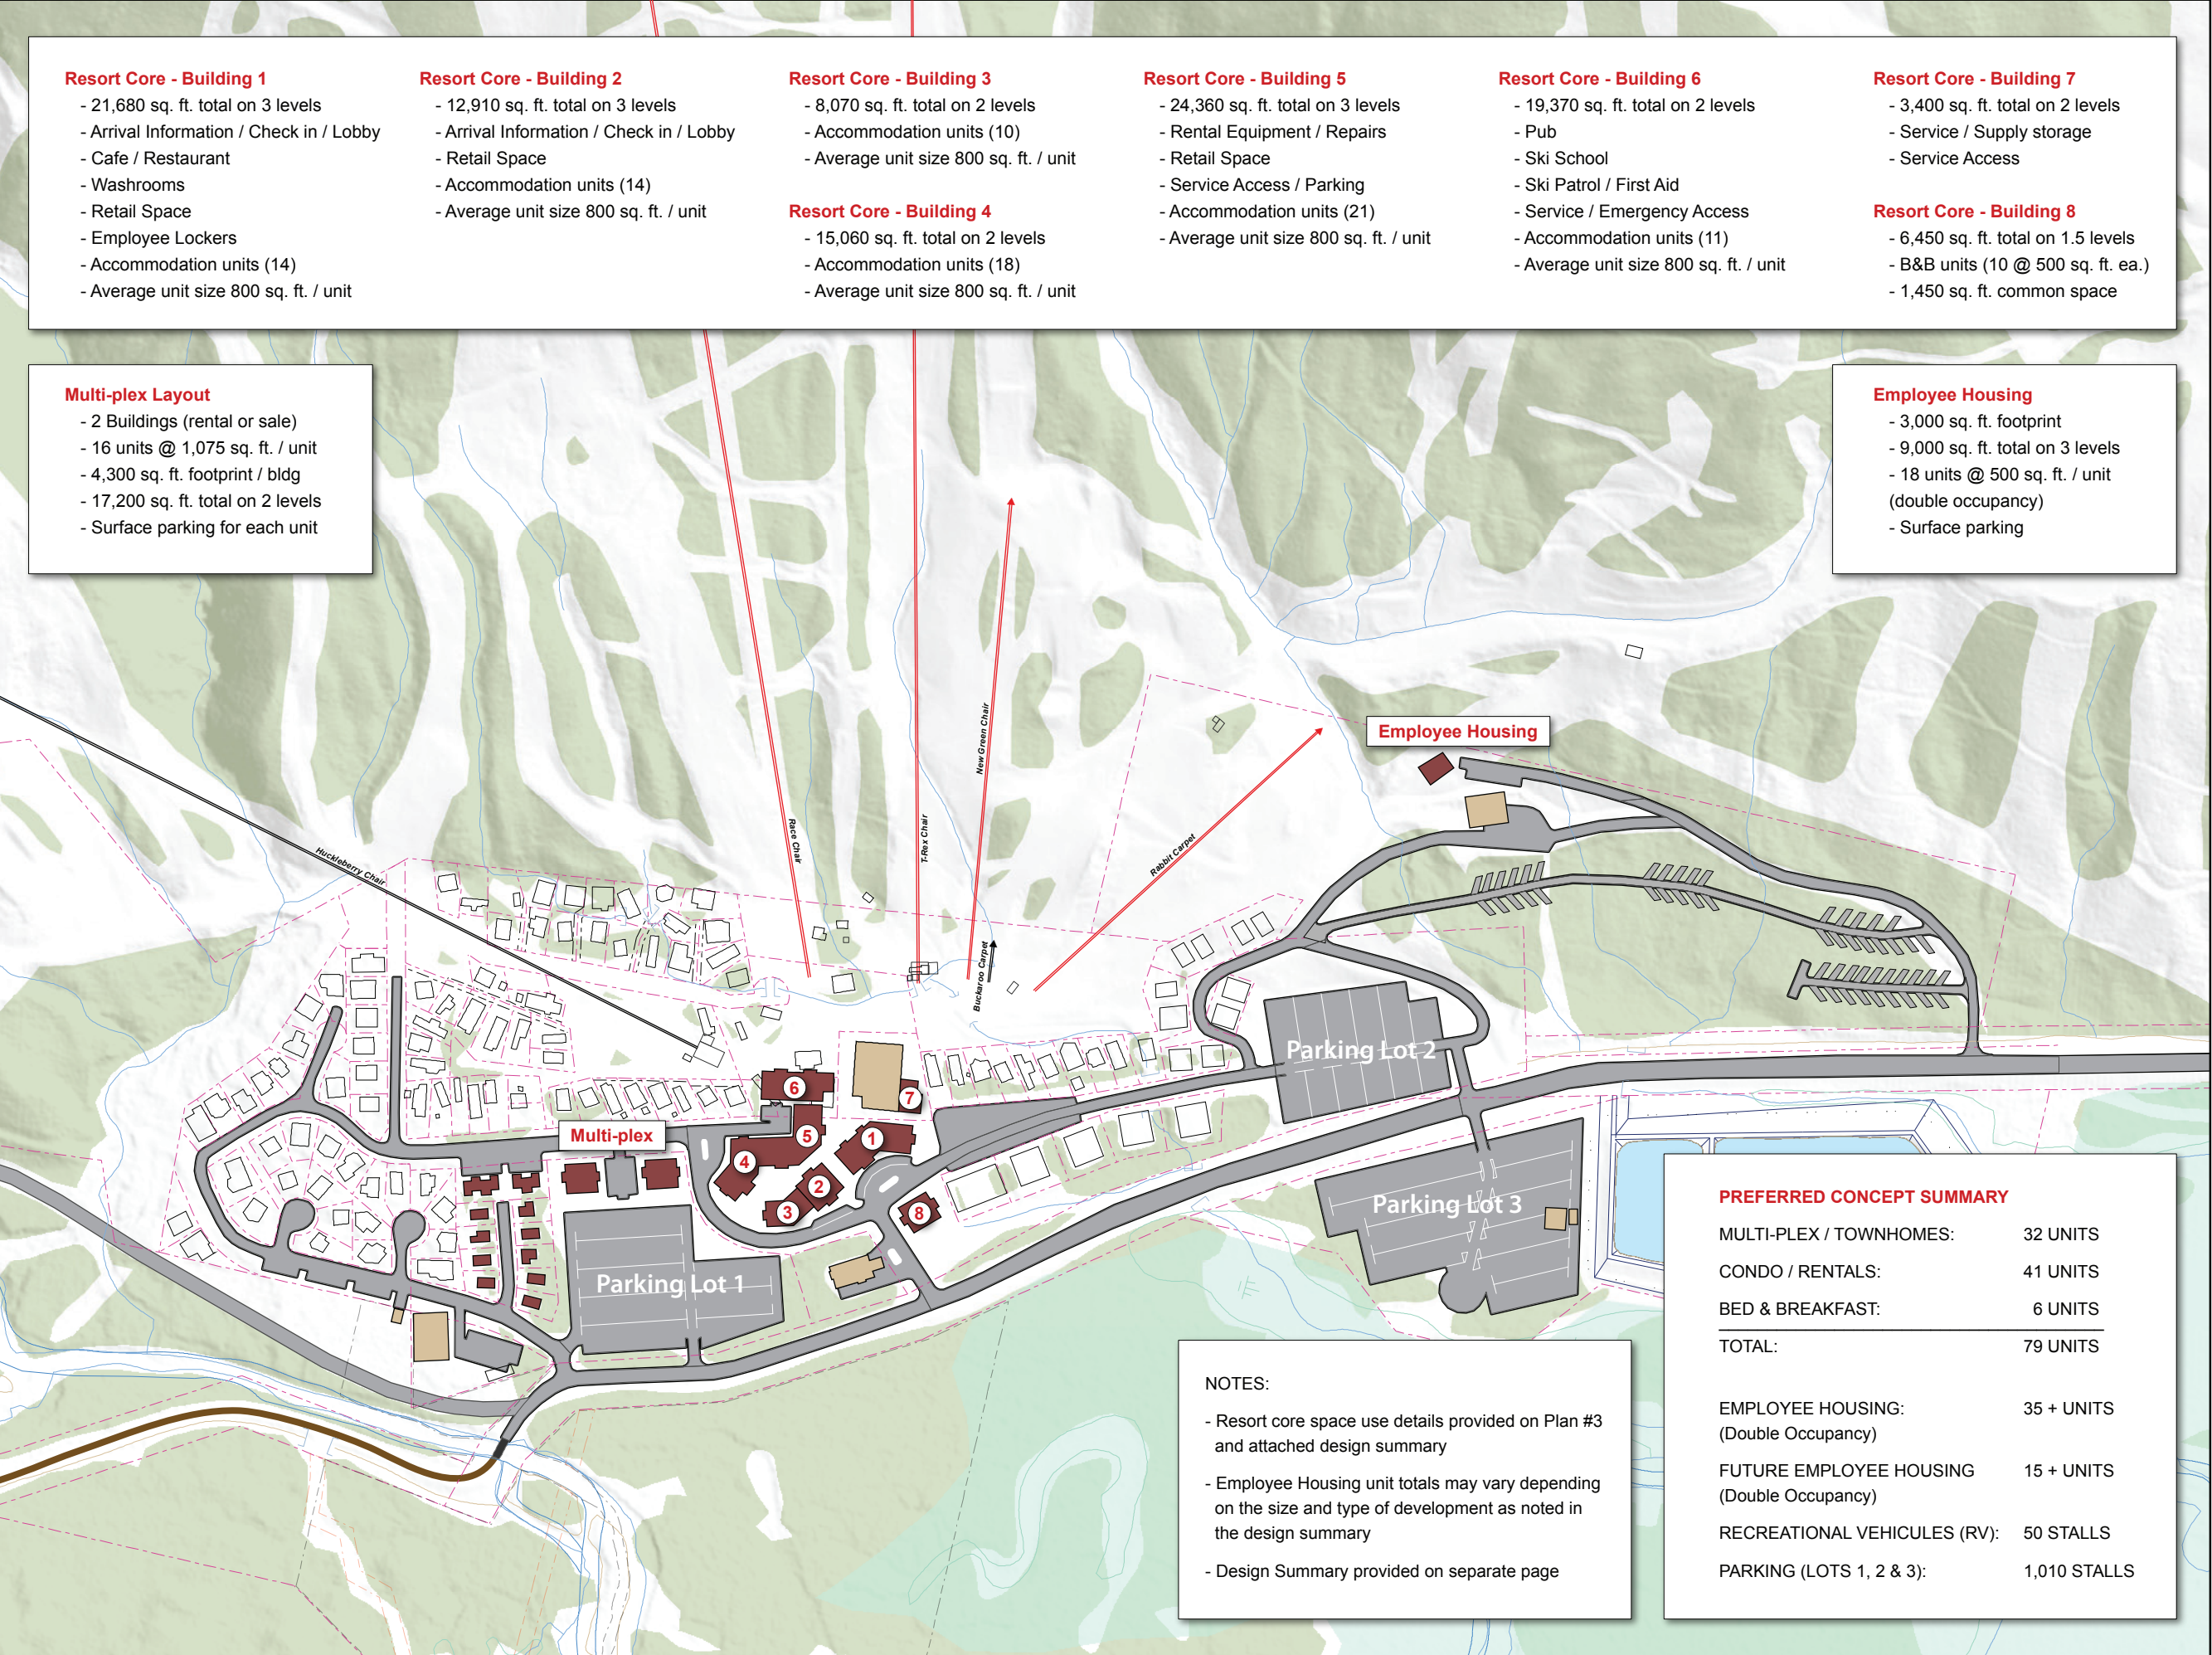 Resort Core - Building 1
- 21,680 sq. ft. total on 3 levels
- Arrival Information / Check in / Lobby
- Cafe / Restaurant
- Washrooms
- Retail Space
- Employee Lockers
- Accommodation units (14)
- Average unit size 800 sq. ft. / unit
Resort Core - Building 2
- 12,910 sq. ft. total on 3 levels
- Arrival Information / Check in / Lobby
- Retail Space
- Accommodation units (14)
- Average unit size 800 sq. ft. / unit
Resort Core - Building 3
- 8,070 sq. ft. total on 2 levels
- Accommodation units (10)
- Average unit size 800 sq. ft. / unit
Resort Core - Building 4
- 15,060 sq. ft. total on 2 levels
- Accommodation units (18)
- Average unit size 800 sq. ft. / unit
Resort Core - Building 5
- 24,360 sq. ft. total on 3 levels
- Rental Equipment / Repairs
- Retail Space
- Service Access / Parking
- Accommodation units (21)
- Average unit size 800 sq. ft. / unit
Resort Core - Building 6
- 19,370 sq. ft. total on 2 levels
- Pub
- Ski School
- Ski Patrol / First Aid
- Service / Emergency Access
- Accommodation units (11)
- Average unit size 800 sq. ft. / unit
Resort Core - Building 7
- 3,400 sq. ft. total on 2 levels
- Service / Supply storage
- Service Access
Resort Core - Building 8
- 6,450 sq. ft. total on 1.5 levels
- B&B units (10 @ 500 sq. ft. ea.)
- 1,450 sq. ft. common space
Multi-plex Layout
- 2 Buildings (rental or sale)
- 16 units @ 1,075 sq. ft. / unit
- 4,300 sq. ft. footprint / bldg
- 17,200 sq. ft. total on 2 levels
- Surface parking for each unit
Employee Housing
- 3,000 sq. ft. footprint
- 9,000 sq. ft. total on 3 levels
- 18 units @ 500 sq. ft. / unit
(double occupancy)
- Surface parking
Employee Housing
New Green Chair
Race Chair
T-Rex Chair
Rabbit Carpet
Huckleberry Chair
Buckaroo Carpet
Parking Lot 2
6
7
Multi-plex
5
1
4
2
3
8
Parking Lot 3
Parking Lot 1
NOTES:
- Resort core space use details provided on Plan #3
and attached design summary
- Employee Housing unit totals may vary depending
on the size and type of development as noted in
the design summary
- Design Summary provided on separate page
PREFERRED CONCEPT SUMMARY
MULTI-PLEX / TOWNHOMES: 32 UNITS
CONDO / RENTALS: 41 UNITS
BED & BREAKFAST: 6 UNITS
TOTAL: 79 UNITS
EMPLOYEE HOUSING: 35 + UNITS
(Double Occupancy)
FUTURE EMPLOYEE HOUSING 15 + UNITS
(Double Occupancy)
RECREATIONAL VEHICULES (RV): 50 STALLS
PARKING (LOTS 1, 2 & 3): 1,010 STALLS